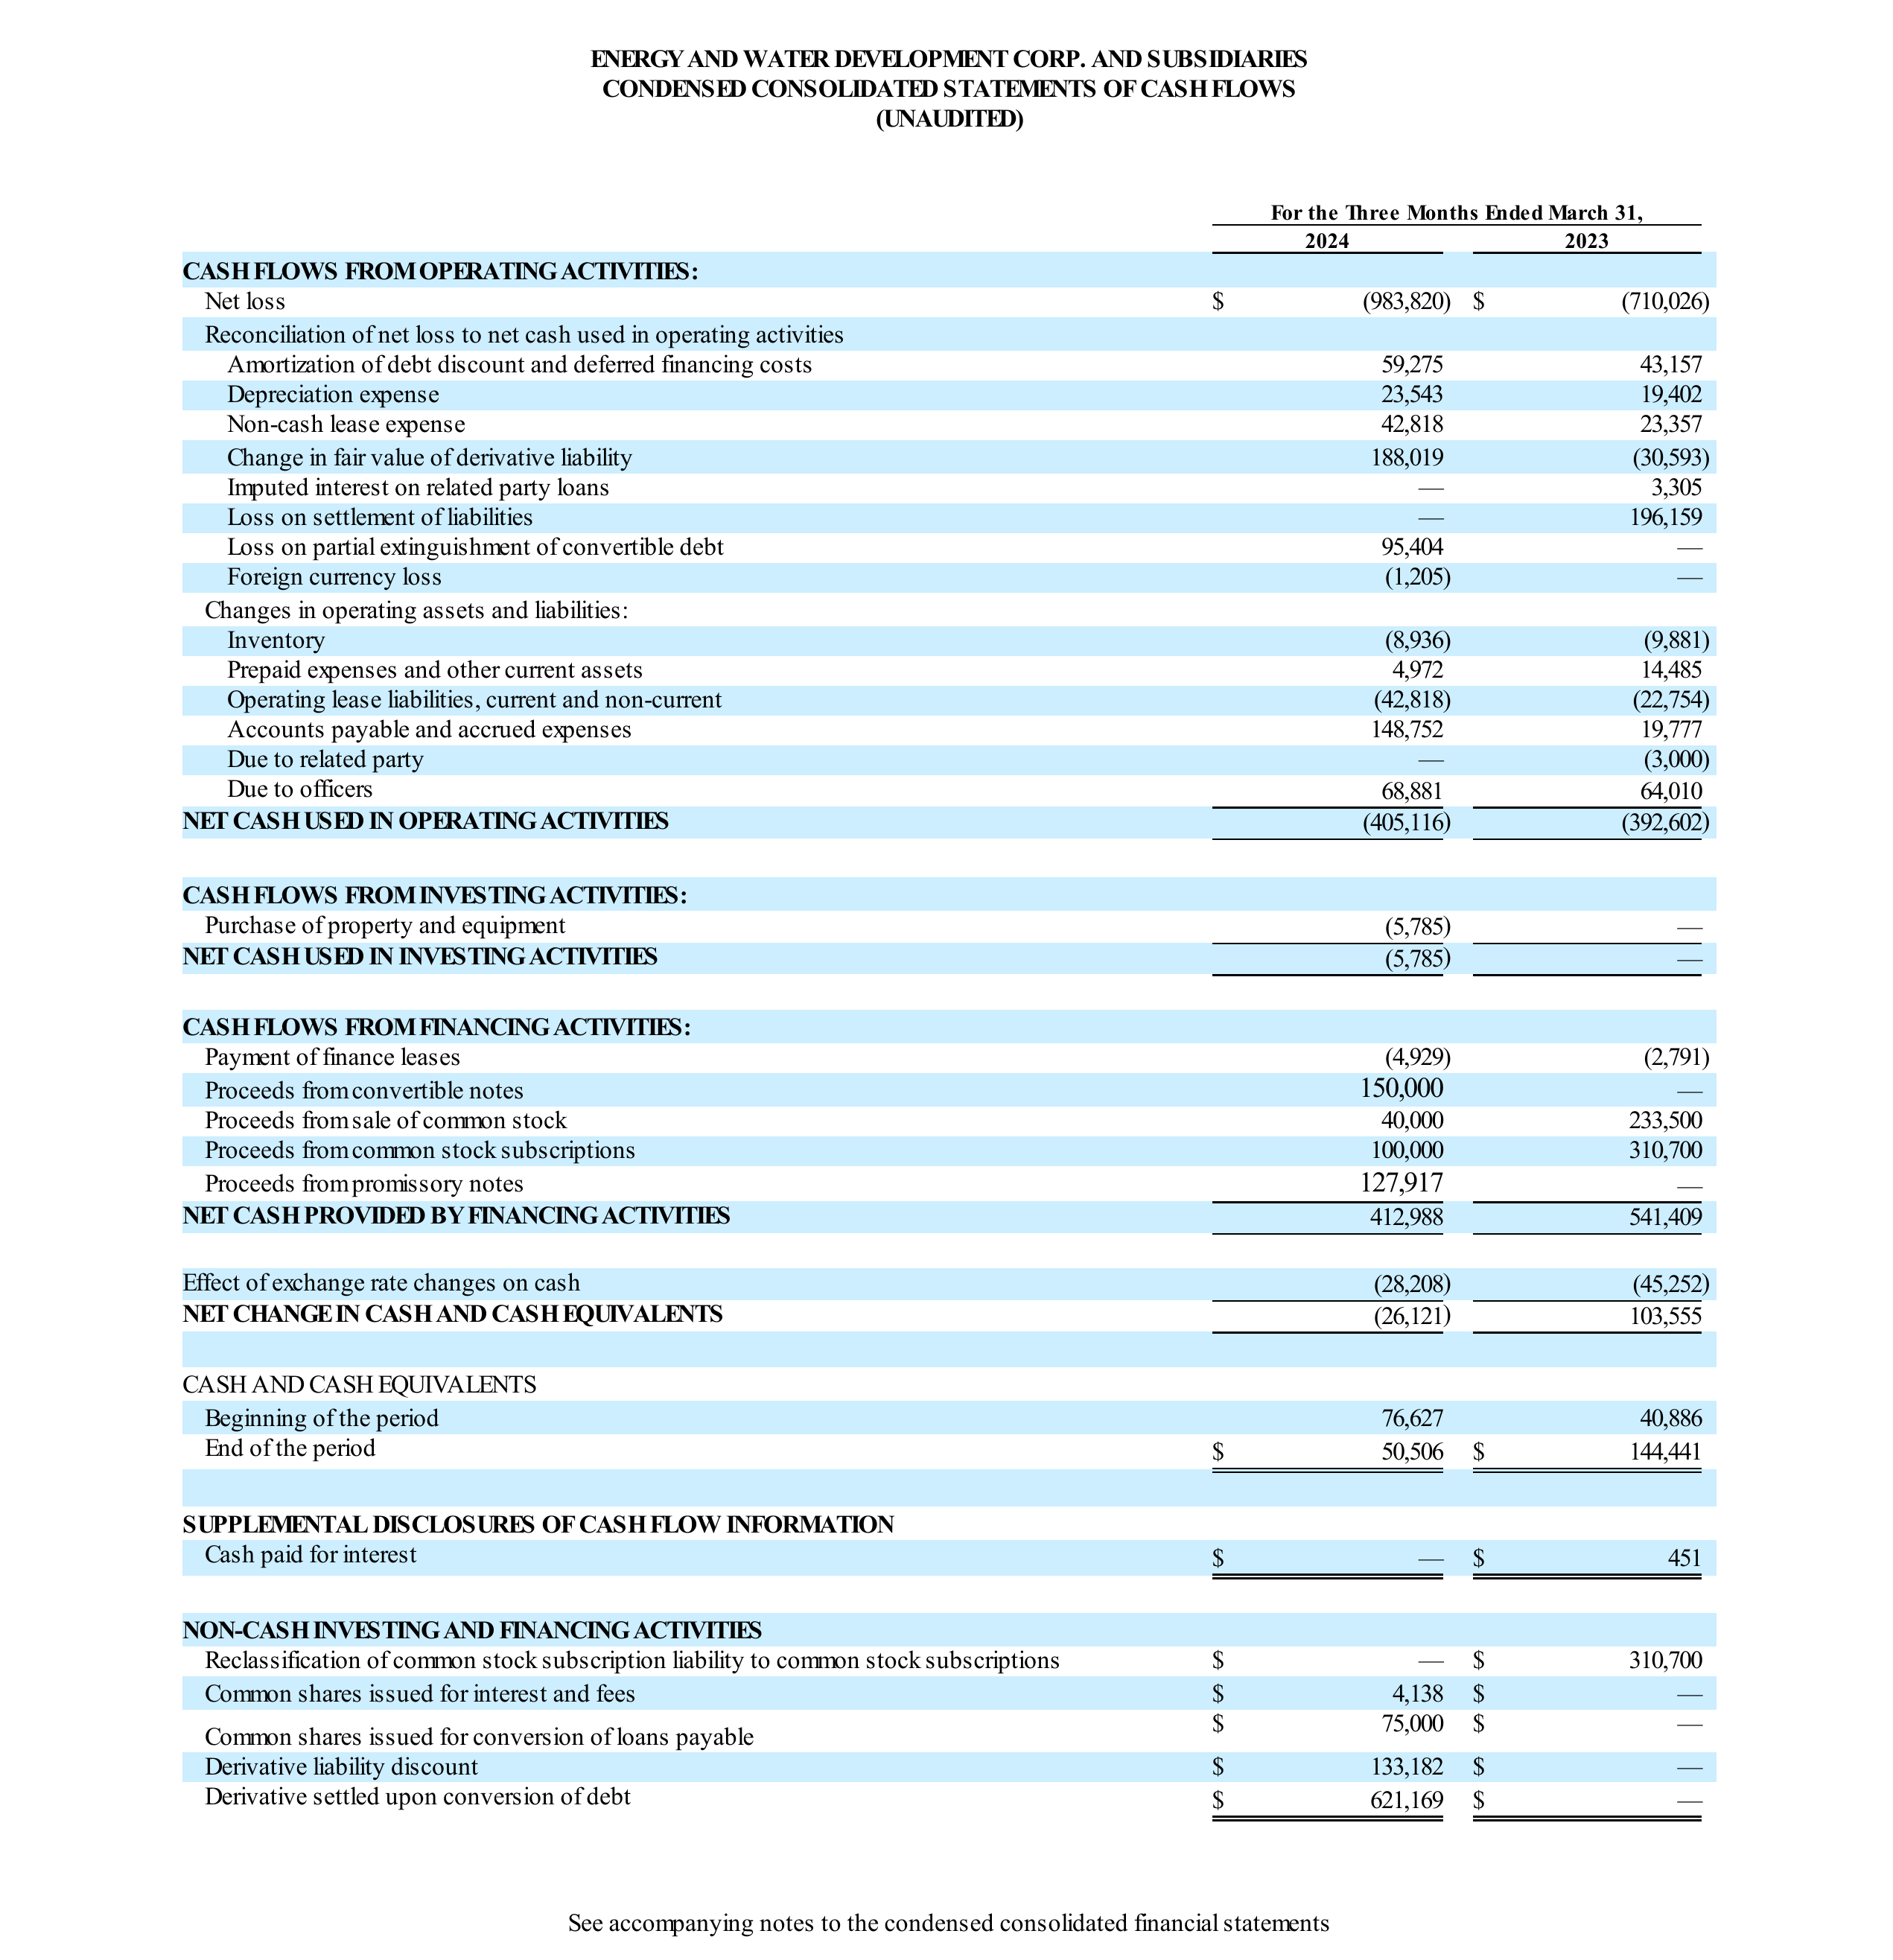 ENERGY AND WATER DEVELOPMENT CORP. AND SUBSIDIARIES
CONDENSED CONSOLIDATED STATEMENTS OF CASH FLOWS
(UNAUDITED)
For the Three Months Ended March 31,
2024 2023
CASH FLOWS FROM OPERATING ACTIVITIES:
Net loss $ (983,820) $ (710,026)
Reconciliation of net loss to net cash used in operating activities
Amortization of debt discount and deferred financing costs 59,275 43,157
Depreciation expense 23,543 19,402
Non-cash lease expense 42,818 23,357
Change in fair value of derivative liability 188,019 (30,593)
Imputed interest on related party loans — 3,305
Loss on settlement of liabilities — 196,159
Loss on partial extinguishment of convertible debt 95,404 —
Foreign currency loss (1,205) —
Changes in operating assets and liabilities:
Inventory (8,936) (9,881)
Prepaid expenses and other current assets 4,972 14,485
Operating lease liabilities, current and non-current (42,818) (22,754)
Accounts payable and accrued expenses 148,752 19,777
Due to related party — (3,000)
Due to officers 68,881 64,010
NET CASH USED IN OPERATING ACTIVITIES (405,116) (392,602)
CASH FLOWS FROM INVESTING ACTIVITIES:
Purchase of property and equipment (5,785) —
NET CASH USED IN INVESTING ACTIVITIES (5,785) —
CASH FLOWS FROM FINANCING ACTIVITIES:
Payment of finance leases (4,929) (2,791)
Proceeds from convertible notes 150,000 —
Proceeds from sale of common stock 40,000 233,500
Proceeds from common stock subscriptions 100,000 310,700
Proceeds from promissory notes 127,917 —
NET CASH PROVIDED BY FINANCING ACTIVITIES 412,988 541,409
Effect of exchange rate changes on cash (28,208) (45,252)
NET CHANGE IN CASH AND CASH EQUIVALENTS (26,121) 103,555
CASH AND CASH EQUIVALENTS
Beginning of the period 76,627 40,886
End of the period $ 50,506 $ 144,441
SUPPLEMENTAL DISCLOSURES OF CASH FLOW INFORMATION
Cash paid for interest $ — $ 451
NON-CASH INVESTING AND FINANCING ACTIVITIES
Reclassification of common stock subscription liability to common stock subscriptions $ — $ 310,700
Common shares issued for interest and fees $ 4,138 $ —
Common shares issued for conversion of loans payable $ 75,000 $ —
Derivative liability discount $ 133,182 $ —
Derivative settled upon conversion of debt $ 621,169 $ —
See accompanying notes to the condensed consolidated financial statements